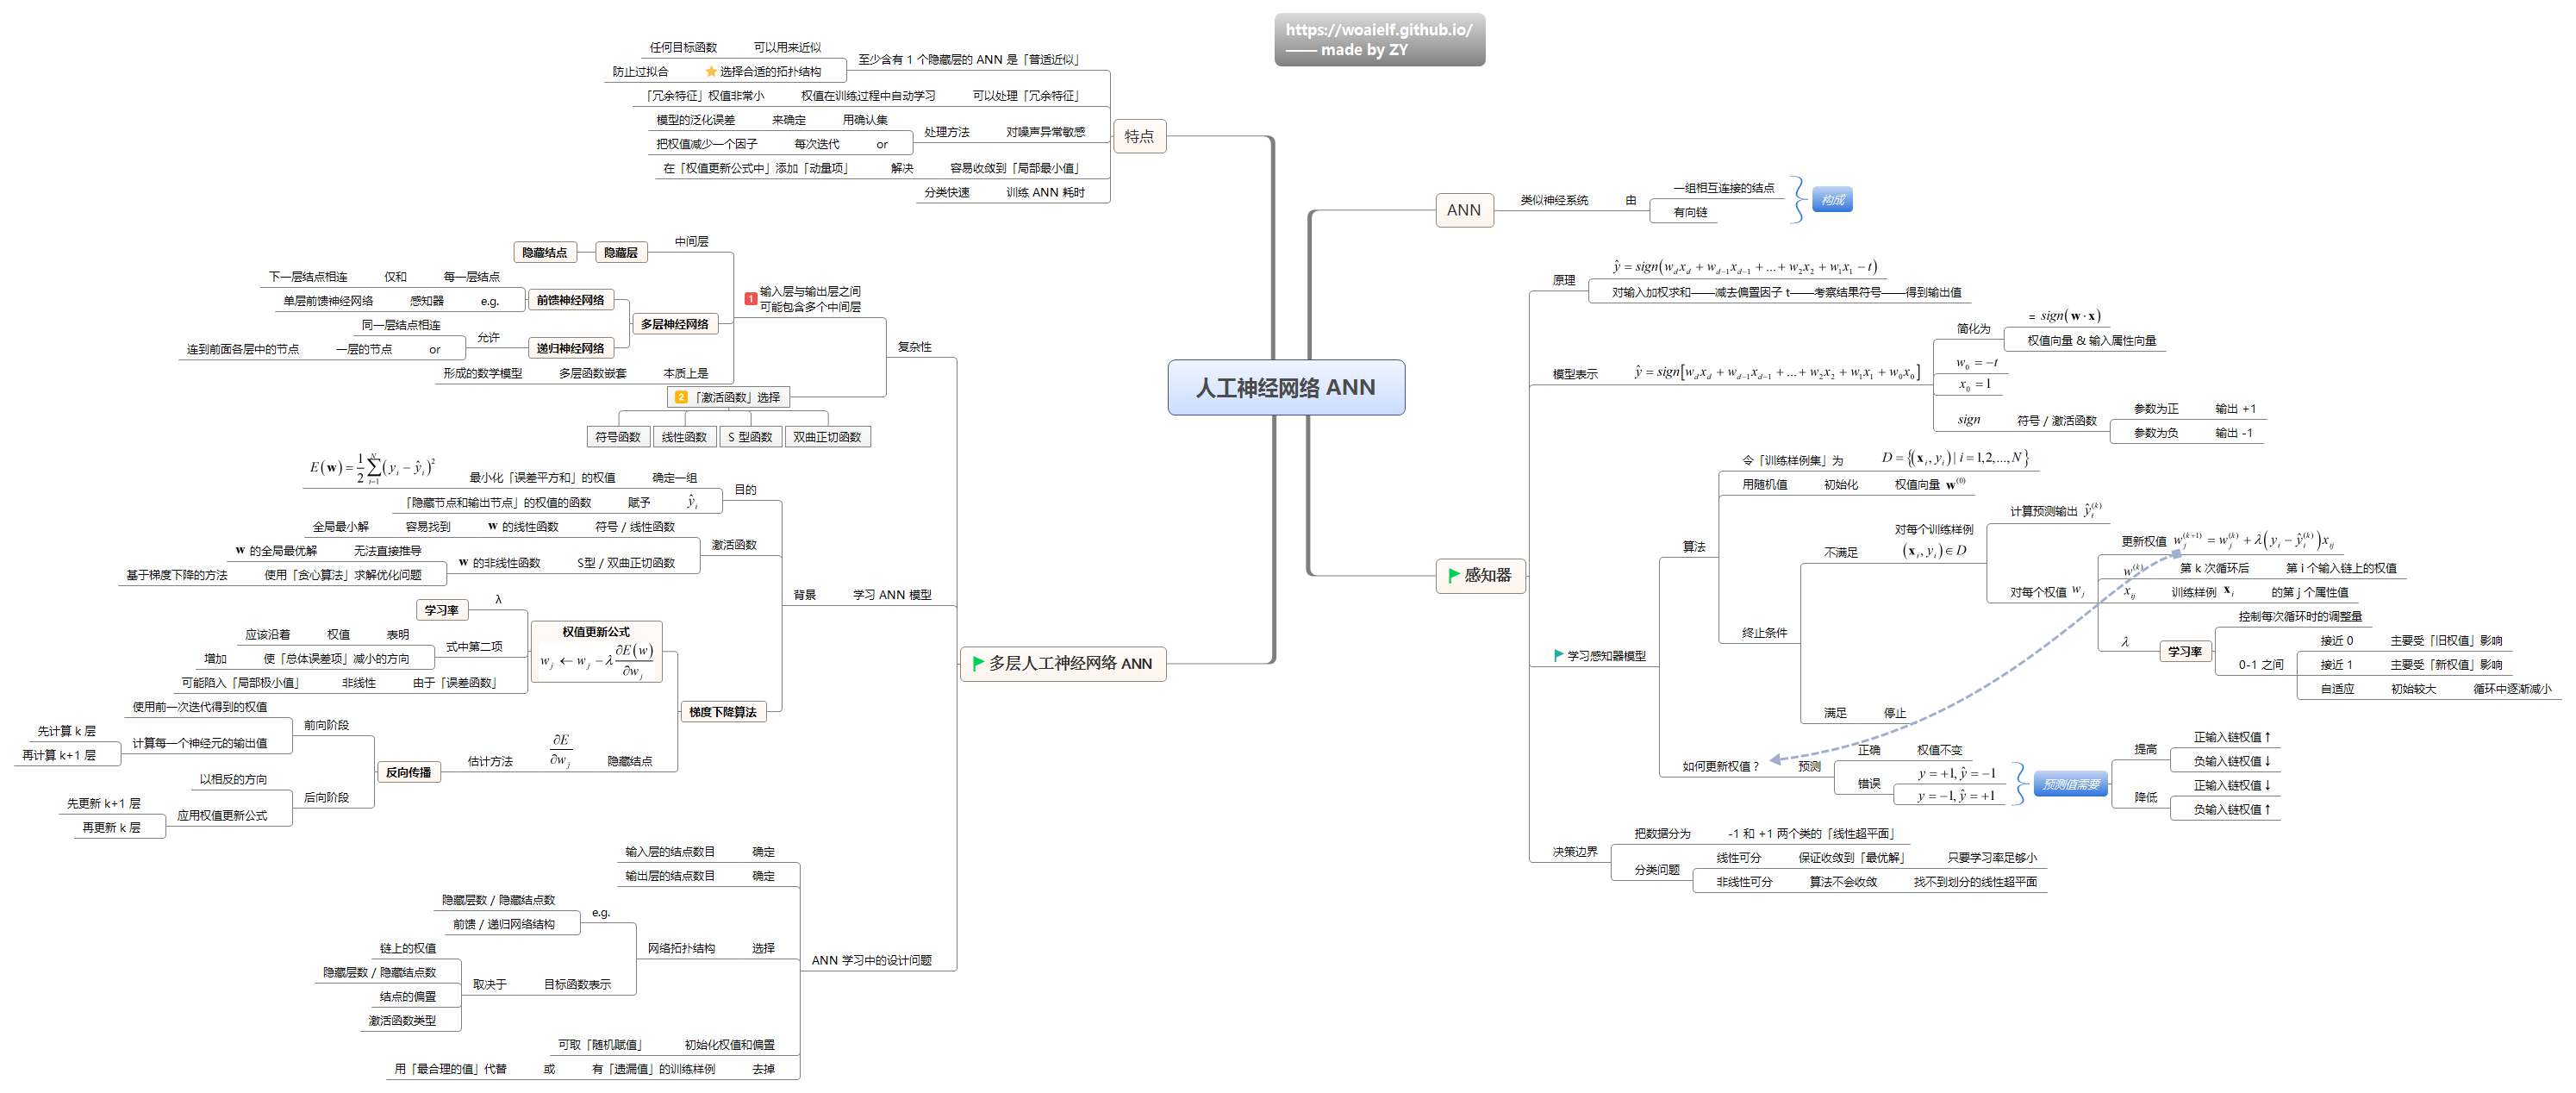 https://woaielf.github.io/
—— made by ZY
人工神经网络 ANN
ANN
类似神经系统
由
一组相互连接的结点
有向链
构成
感知器
原理
ŷ = sign(w_d x_d + w_{d-1} x_{d-1} + ... + w_2 x_2 + w_1 x_1 − t)
对输入加权求和——减去偏置因子 t——考察结果符号——得到输出值
模型表示
ŷ = sign[w_d x_d + w_{d-1} x_{d-1} + ... + w_2 x_2 + w_1 x_1 + w_0 x_0]
简化为
= sign(w · x)
权值向量 & 输入属性向量
w_0 = −t
x_0 = 1
sign
符号 / 激活函数
参数为正
输出 +1
参数为负
输出 -1
学习感知器模型
算法
令「训练样例集」为
D = {(x_i, y_i) | i = 1,2,...,N}
用随机值
初始化
权值向量 w^(0)
终止条件
不满足
对每个训练样例
(x_i, y_i) ∈ D
计算预测输出 ŷ_i^(k)
对每个权值 w_j
更新权值 w_j^(k+1) = w_j^(k) + λ(y_i − ŷ_i^(k))x_ij
w^(k)
第 k 次循环后
第 i 个输入链上的权值
x_ij
训练样例 x_i
的第 j 个属性值
λ
学习率
控制每次循环时的调整量
0-1 之间
接近 0
主要受「旧权值」影响
接近 1
主要受「新权值」影响
自适应
初始较大
循环中逐渐减小
满足
停止
如何更新权值？
预测
正确
权值不变
错误
y = +1, ŷ = −1
y = −1, ŷ = +1
预测值需要
提高
正输入链权值↑
负输入链权值↓
降低
正输入链权值↓
负输入链权值↑
决策边界
把数据分为
-1 和 +1 两个类的「线性超平面」
分类问题
线性可分
保证收敛到「最优解」
只要学习率足够小
非线性可分
算法不会收敛
找不到划分的线性超平面
特点
至少含有 1 个隐藏层的 ANN 是「普适近似」
可以用来近似
任何目标函数
选择合适的拓扑结构
防止过拟合
可以处理「冗余特征」
权值在训练过程中自动学习
「冗余特征」权值非常小
对噪声异常敏感
处理方法
用确认集
来确定
模型的泛化误差
or
每次迭代
把权值减少一个因子
容易收敛到「局部最小值」
解决
在「权值更新公式中」添加「动量项」
训练 ANN 耗时
分类快速
多层人工神经网络 ANN
复杂性
1
输入层与输出层之间
可能包含多个中间层
中间层
隐藏层
隐藏结点
多层神经网络
前馈神经网络
每一层结点
仅和
下一层结点相连
e.g.
感知器
单层前馈神经网络
递归神经网络
允许
同一层结点相连
or
一层的节点
连到前面各层中的节点
本质上是
多层函数嵌套
形成的数学模型
2
「激活函数」选择
符号函数
线性函数
S 型函数
双曲正切函数
学习 ANN 模型
背景
目的
确定一组
最小化「误差平方和」的权值
E(w) = 1/2 Σ_{i=1}^{N} (y_i − ŷ_i)^2
ŷ_i
赋予
「隐藏节点和输出节点」的权值的函数
激活函数
符号 / 线性函数
w 的线性函数
容易找到
全局最小解
S型 / 双曲正切函数
w 的非线性函数
无法直接推导
w 的全局最优解
使用「贪心算法」求解优化问题
基于梯度下降的方法
梯度下降算法
权值更新公式
w_j ← w_j − λ ∂E(w)/∂w_j
λ
学习率
式中第二项
表明
权值
应该沿着
使「总体误差项」减小的方向
增加
由于「误差函数」
非线性
可能陷入「局部极小值」
隐藏结点
∂E/∂w_j
估计方法
反向传播
前向阶段
使用前一次迭代得到的权值
计算每一个神经元的输出值
先计算 k 层
再计算 k+1 层
后向阶段
以相反的方向
应用权值更新公式
先更新 k+1 层
再更新 k 层
ANN 学习中的设计问题
确定
输入层的结点数目
确定
输出层的结点数目
选择
网络拓扑结构
e.g.
隐藏层数 / 隐藏结点数
前馈 / 递归网络结构
目标函数表示
取决于
链上的权值
隐藏层数 / 隐藏结点数
结点的偏置
激活函数类型
初始化权值和偏置
可取「随机赋值」
去掉
有「遗漏值」的训练样例
或
用「最合理的值」代替